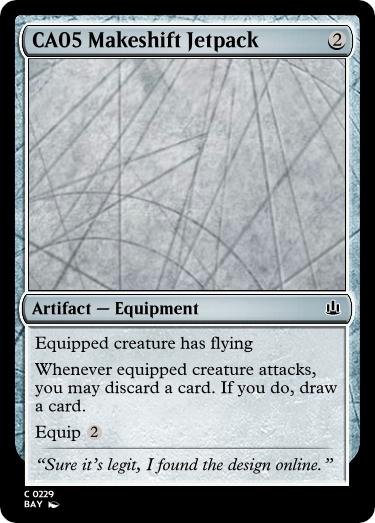 CA05 Makeshift Jetpack 2
Artifact — Equipment
Equipped creature has flying
Whenever equipped creature attacks,
you may discard a card. If you do, draw
a card.
Equip 2
“Sure it's legit, I found the design online.”
C 0229
BAY